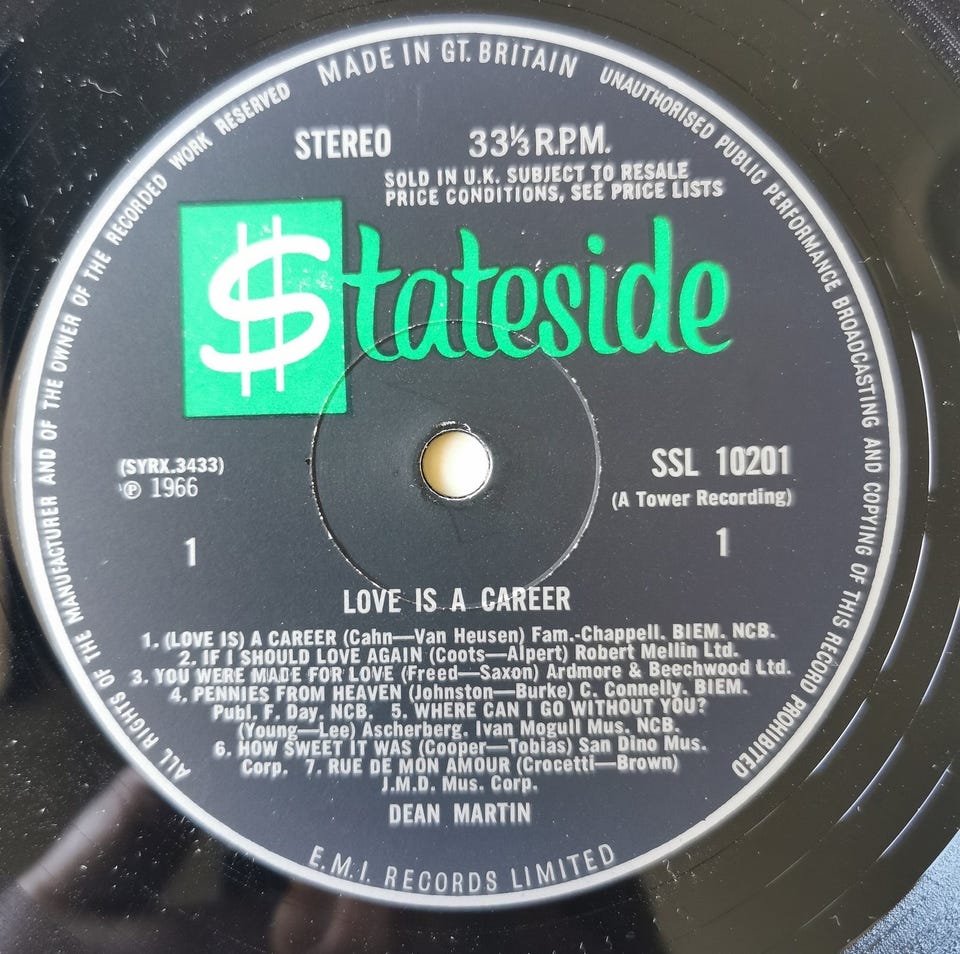 MADE IN GT. BRITAIN
UNAUTHORISED PUBLIC PERFORMANCE BROADCASTING AND COPYING OF THIS RECORD PROHIBITED
ALL RIGHTS OF THE MANUFACTURER AND OF THE OWNER OF THE RECORDED WORK RESERVED
STEREO 33⅓ R.P.M.
SOLD IN U.K. SUBJECT TO RESALE
PRICE CONDITIONS, SEE PRICE LISTS
$tateside
(SYRX.3433)
℗ 1966
SSL 10201
(A Tower Recording)
1 1
LOVE IS A CAREER
1. (LOVE IS) A CAREER (Cahn—Van Heusen) Fam.-Chappell. BIEM. NCB.
2. IF I SHOULD LOVE AGAIN (Coots—Alpert) Robert Mellin Ltd.
3. YOU WERE MADE FOR LOVE (Freed—Saxon) Ardmore & Beechwood Ltd.
4. PENNIES FROM HEAVEN (Johnston—Burke) C. Connelly. BIEM.
Publ. F. Day. NCB. 5. WHERE CAN I GO WITHOUT YOU?
(Young—Lee) Ascherberg. Ivan Mogull Mus. NCB.
6. HOW SWEET IT WAS (Cooper—Tobias) San Dino Mus.
Corp. 7. RUE DE MON AMOUR (Crocetti—Brown)
J.M.D. Mus. Corp.
DEAN MARTIN
E.M.I. RECORDS LIMITED